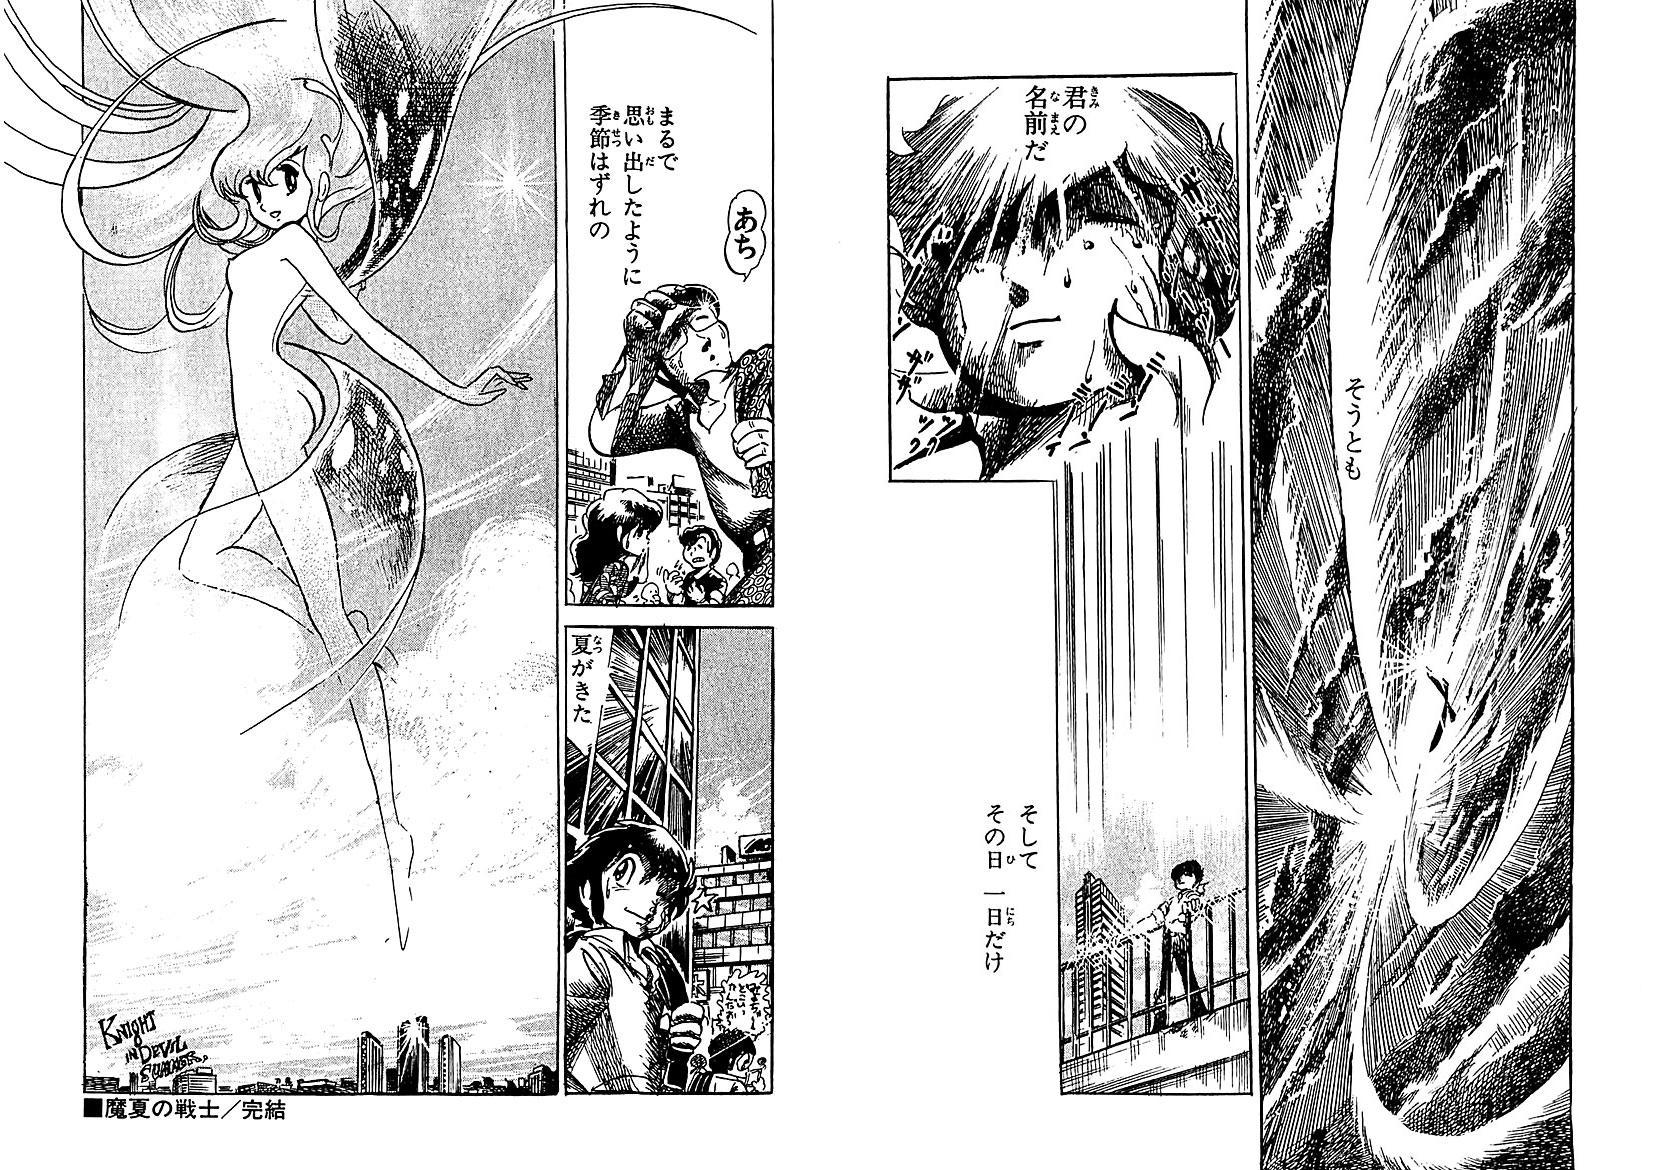 そうとも
君の
名前だ
ザザ
そして
その日 一日だけ
あち
まるで
思い出したように
季節はずれの
夏がきた
KNIGHT
IN DEVIL
SUMMER.
■魔夏の戦士/完結